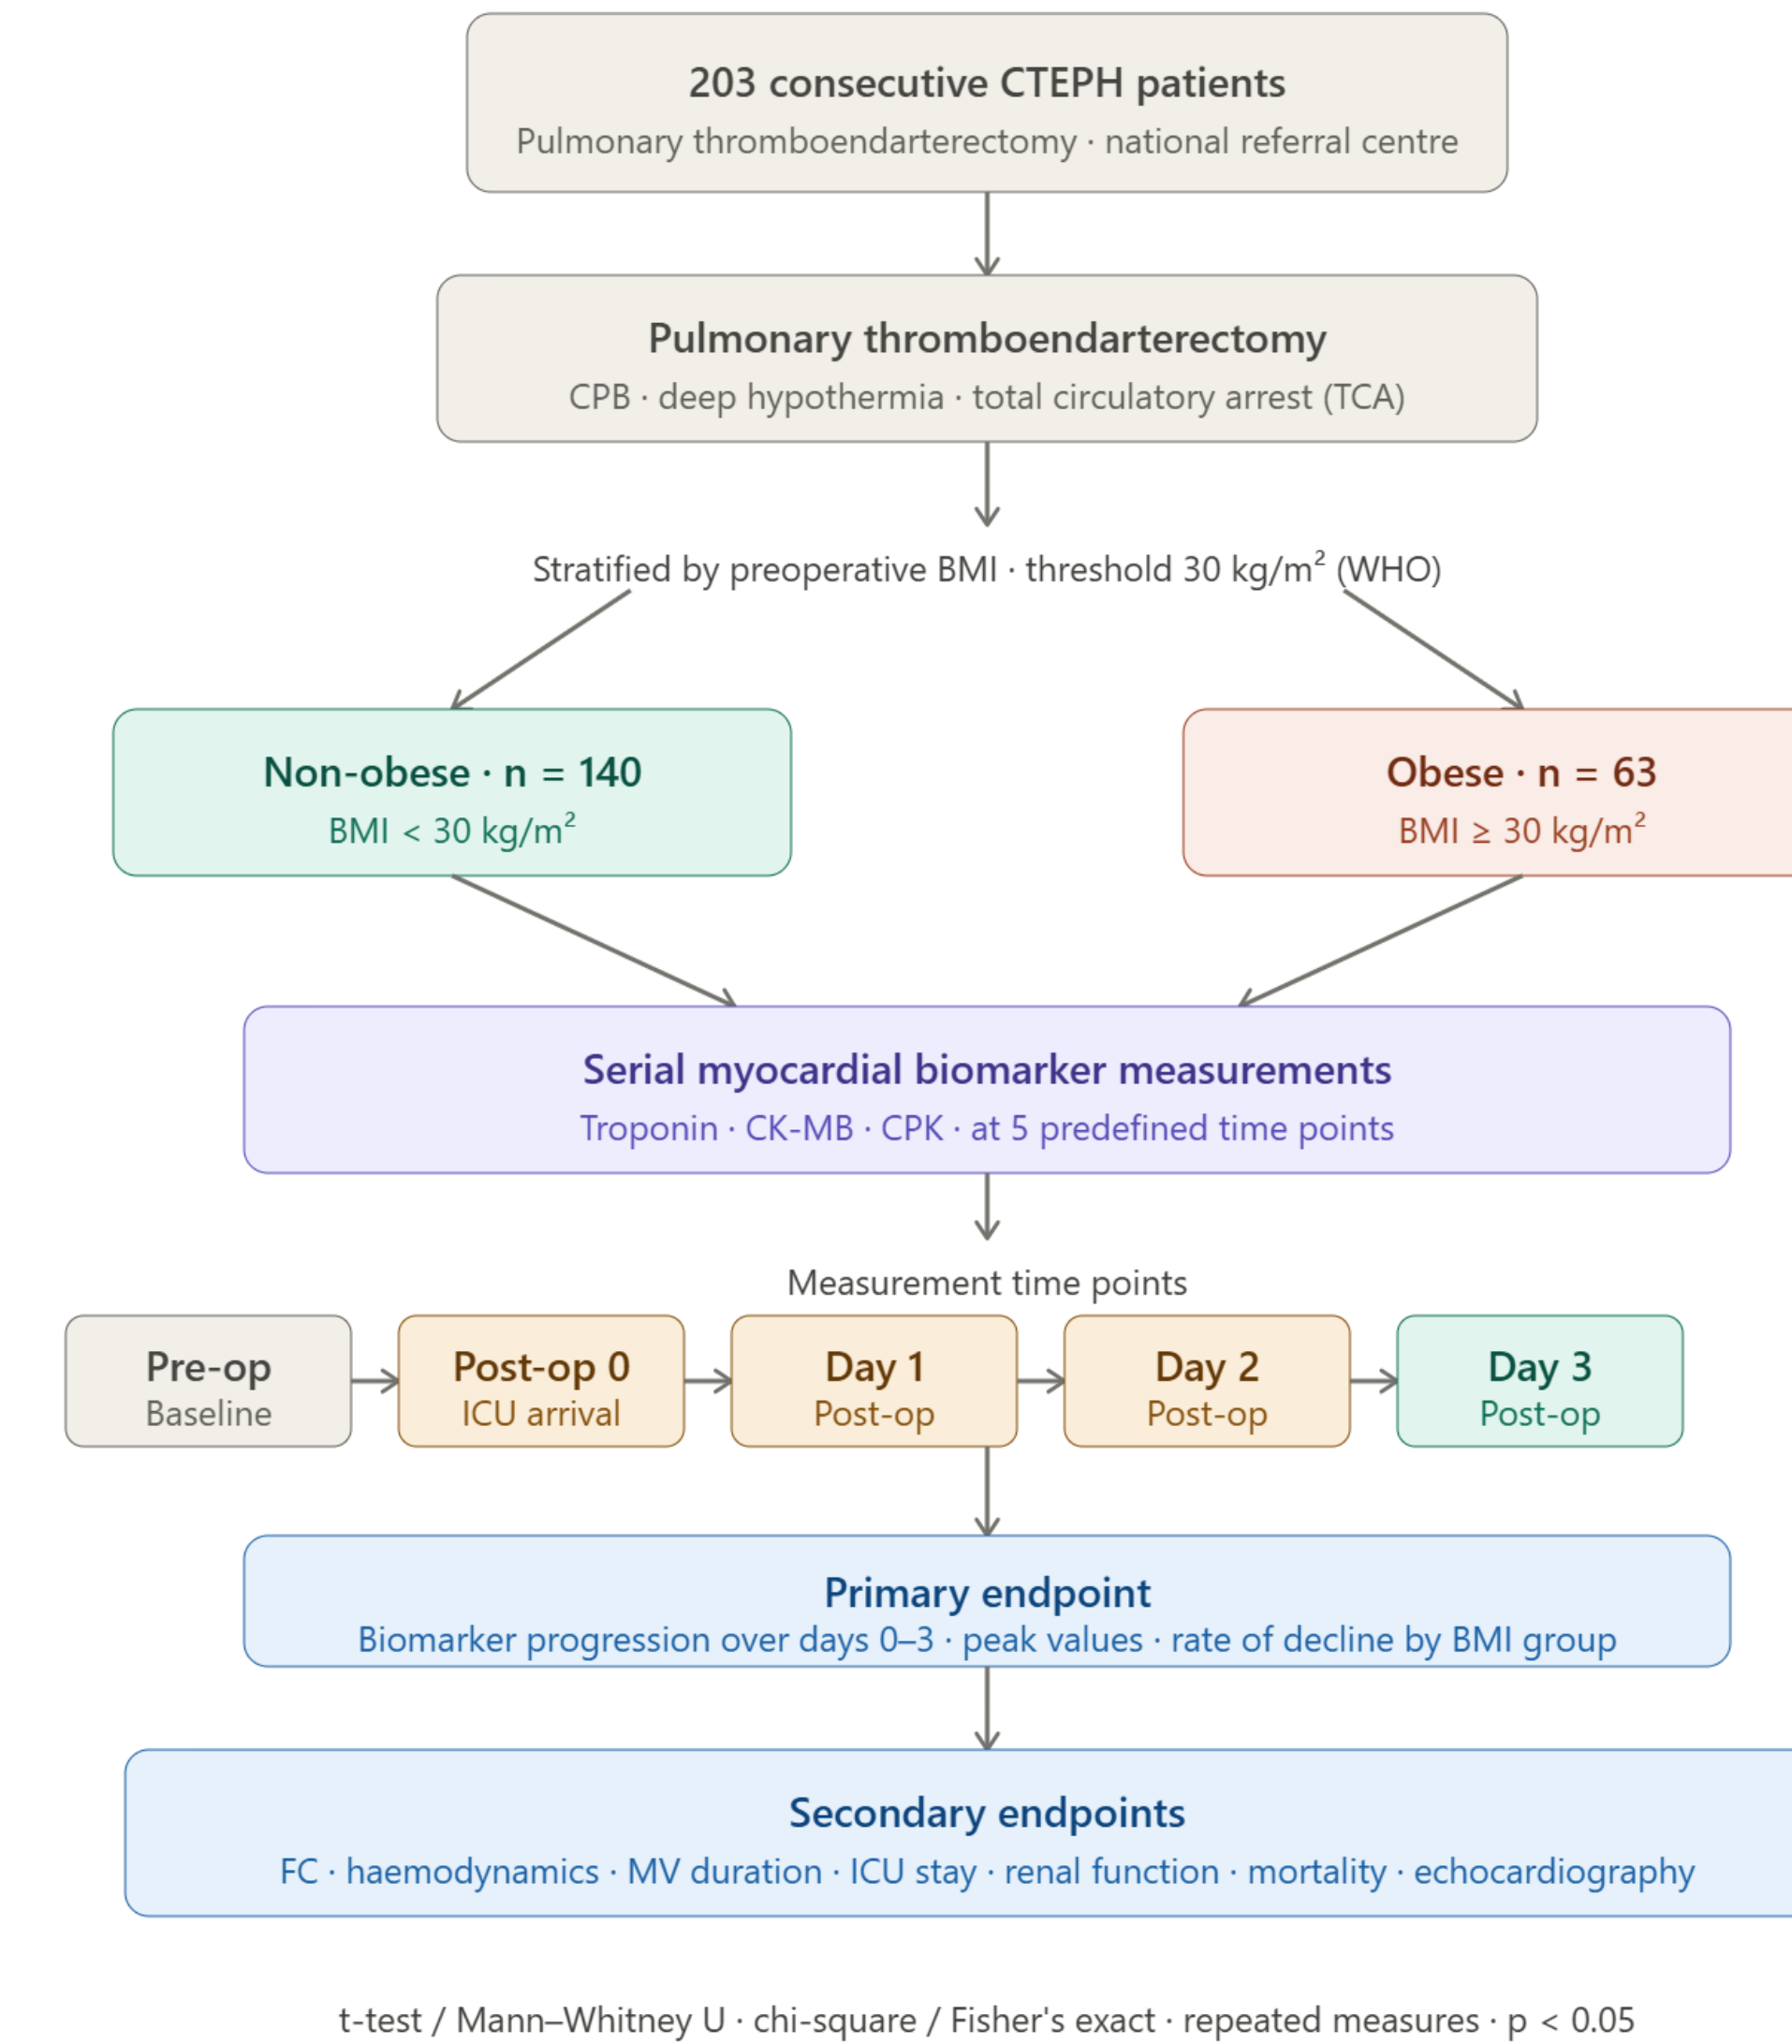 203 consecutive CTEPH patients
Pulmonary thromboendarterectomy · national referral centre
Pulmonary thromboendarterectomy
CPB · deep hypothermia · total circulatory arrest (TCA)
Stratified by preoperative BMI · threshold 30 kg/m² (WHO)
Non-obese · n = 140
BMI < 30 kg/m²
Obese · n = 63
BMI ≥ 30 kg/m²
Serial myocardial biomarker measurements
Troponin · CK-MB · CPK · at 5 predefined time points
Measurement time points
Pre-op
Baseline
Post-op 0
ICU arrival
Day 1
Post-op
Day 2
Post-op
Day 3
Post-op
Primary endpoint
Biomarker progression over days 0–3 · peak values · rate of decline by BMI group
Secondary endpoints
FC · haemodynamics · MV duration · ICU stay · renal function · mortality · echocardiography
t-test / Mann–Whitney U · chi-square / Fisher's exact · repeated measures · p < 0.05